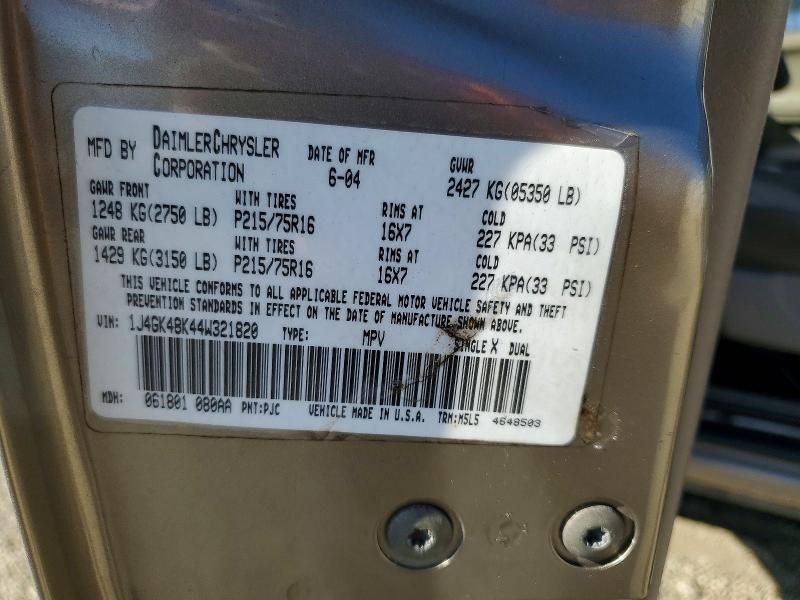 MFD BY DAIMLERCHRYSLER CORPORATION DATE OF MFR 6-04 GVWR 2427 KG(05350 LB)
GAWR FRONT WITH TIRES RIMS AT COLD
1248 KG(2750 LB) P215/75R16 16X7 227 KPA(33 PSI)
GAWR REAR WITH TIRES RIMS AT COLD
1429 KG(3150 LB) P215/75R16 16X7 227 KPA(33 PSI)
THIS VEHICLE CONFORMS TO ALL APPLICABLE FEDERAL MOTOR VEHICLE SAFETY AND THEFT
PREVENTION STANDARDS IN EFFECT ON THE DATE OF MANUFACTURE SHOWN ABOVE.
VIN: 1J4GK48K44W321820 TYPE: MPV SINGLE X DUAL
MDH: 061801 080AA PNT:PJC VEHICLE MADE IN U.S.A. TRM:M5L5 4648503